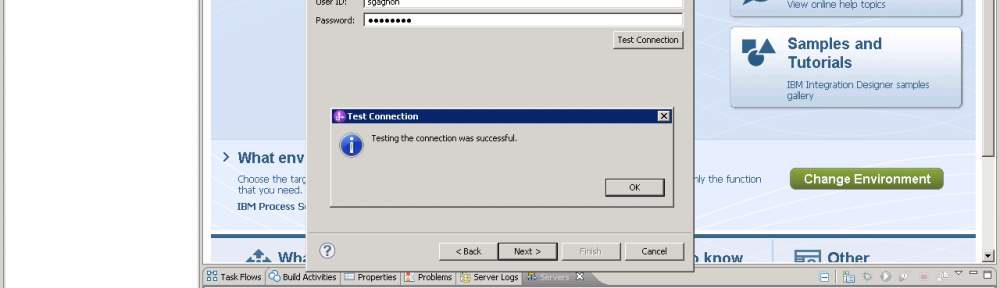 User ID:
sgagnon
View online help topics
Password:
Test Connection
Samples and
Tutorials
IBM Integration Designer samples
gallery
Test Connection
Testing the connection was successful.
OK
What env
Choose the targ
that you need.
IBM Process S
nly the function
Change Environment
< Back
Next >
Finish
Cancel
Wha
o know
Other
Task Flows
Build Activities
Properties
Problems
Server Logs
Servers